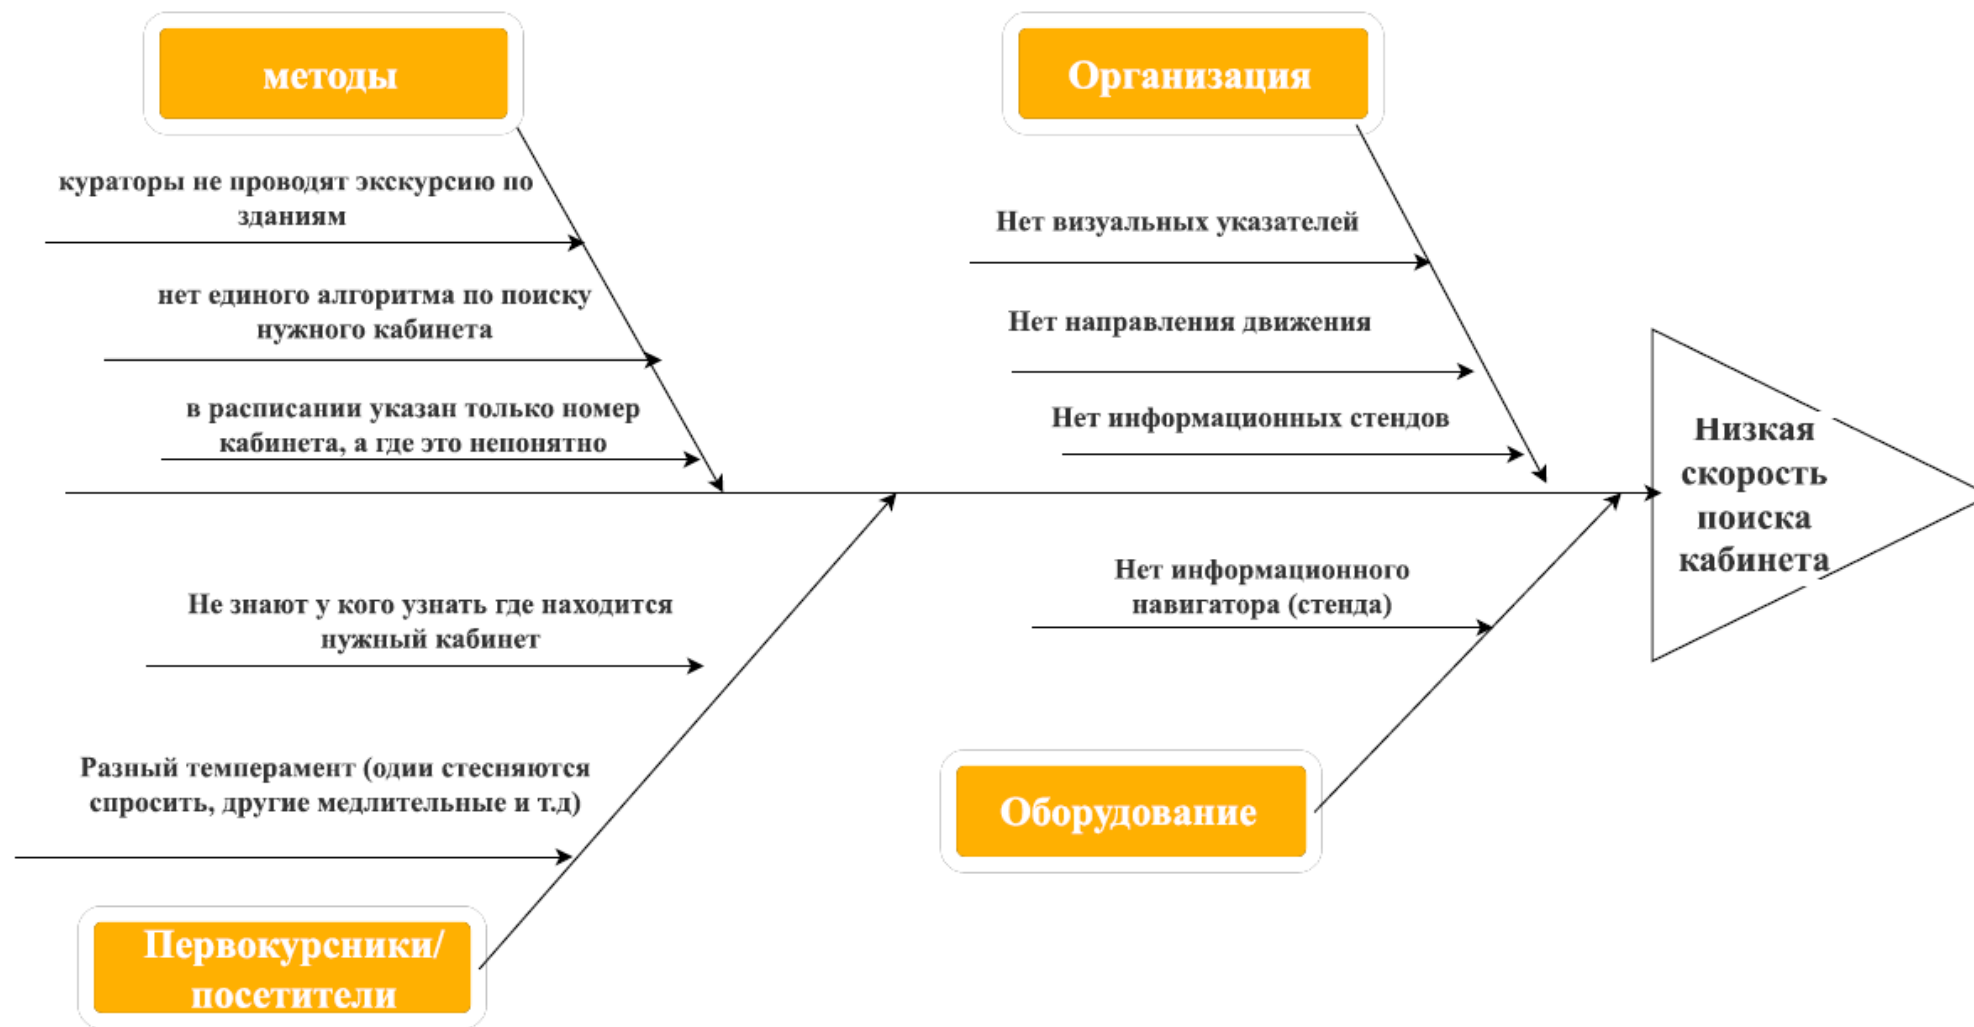 методы
кураторы не проводят экскурсию по
зданиям
нет единого алгоритма по поиску
нужного кабинета
в расписании указан только номер
кабинета, а где это непонятно
Организация
Нет визуальных указателей
Нет направления движения
Нет информационных стендов
Низкая
скорость
поиска
кабинета
Не знают у кого узнать где находится
нужный кабинет
Разный темперамент (одии стесняются
спросить, другие медлительные и т.д)
Первокурсники/
посетители
Нет информационного
навигатора (стенда)
Оборудование